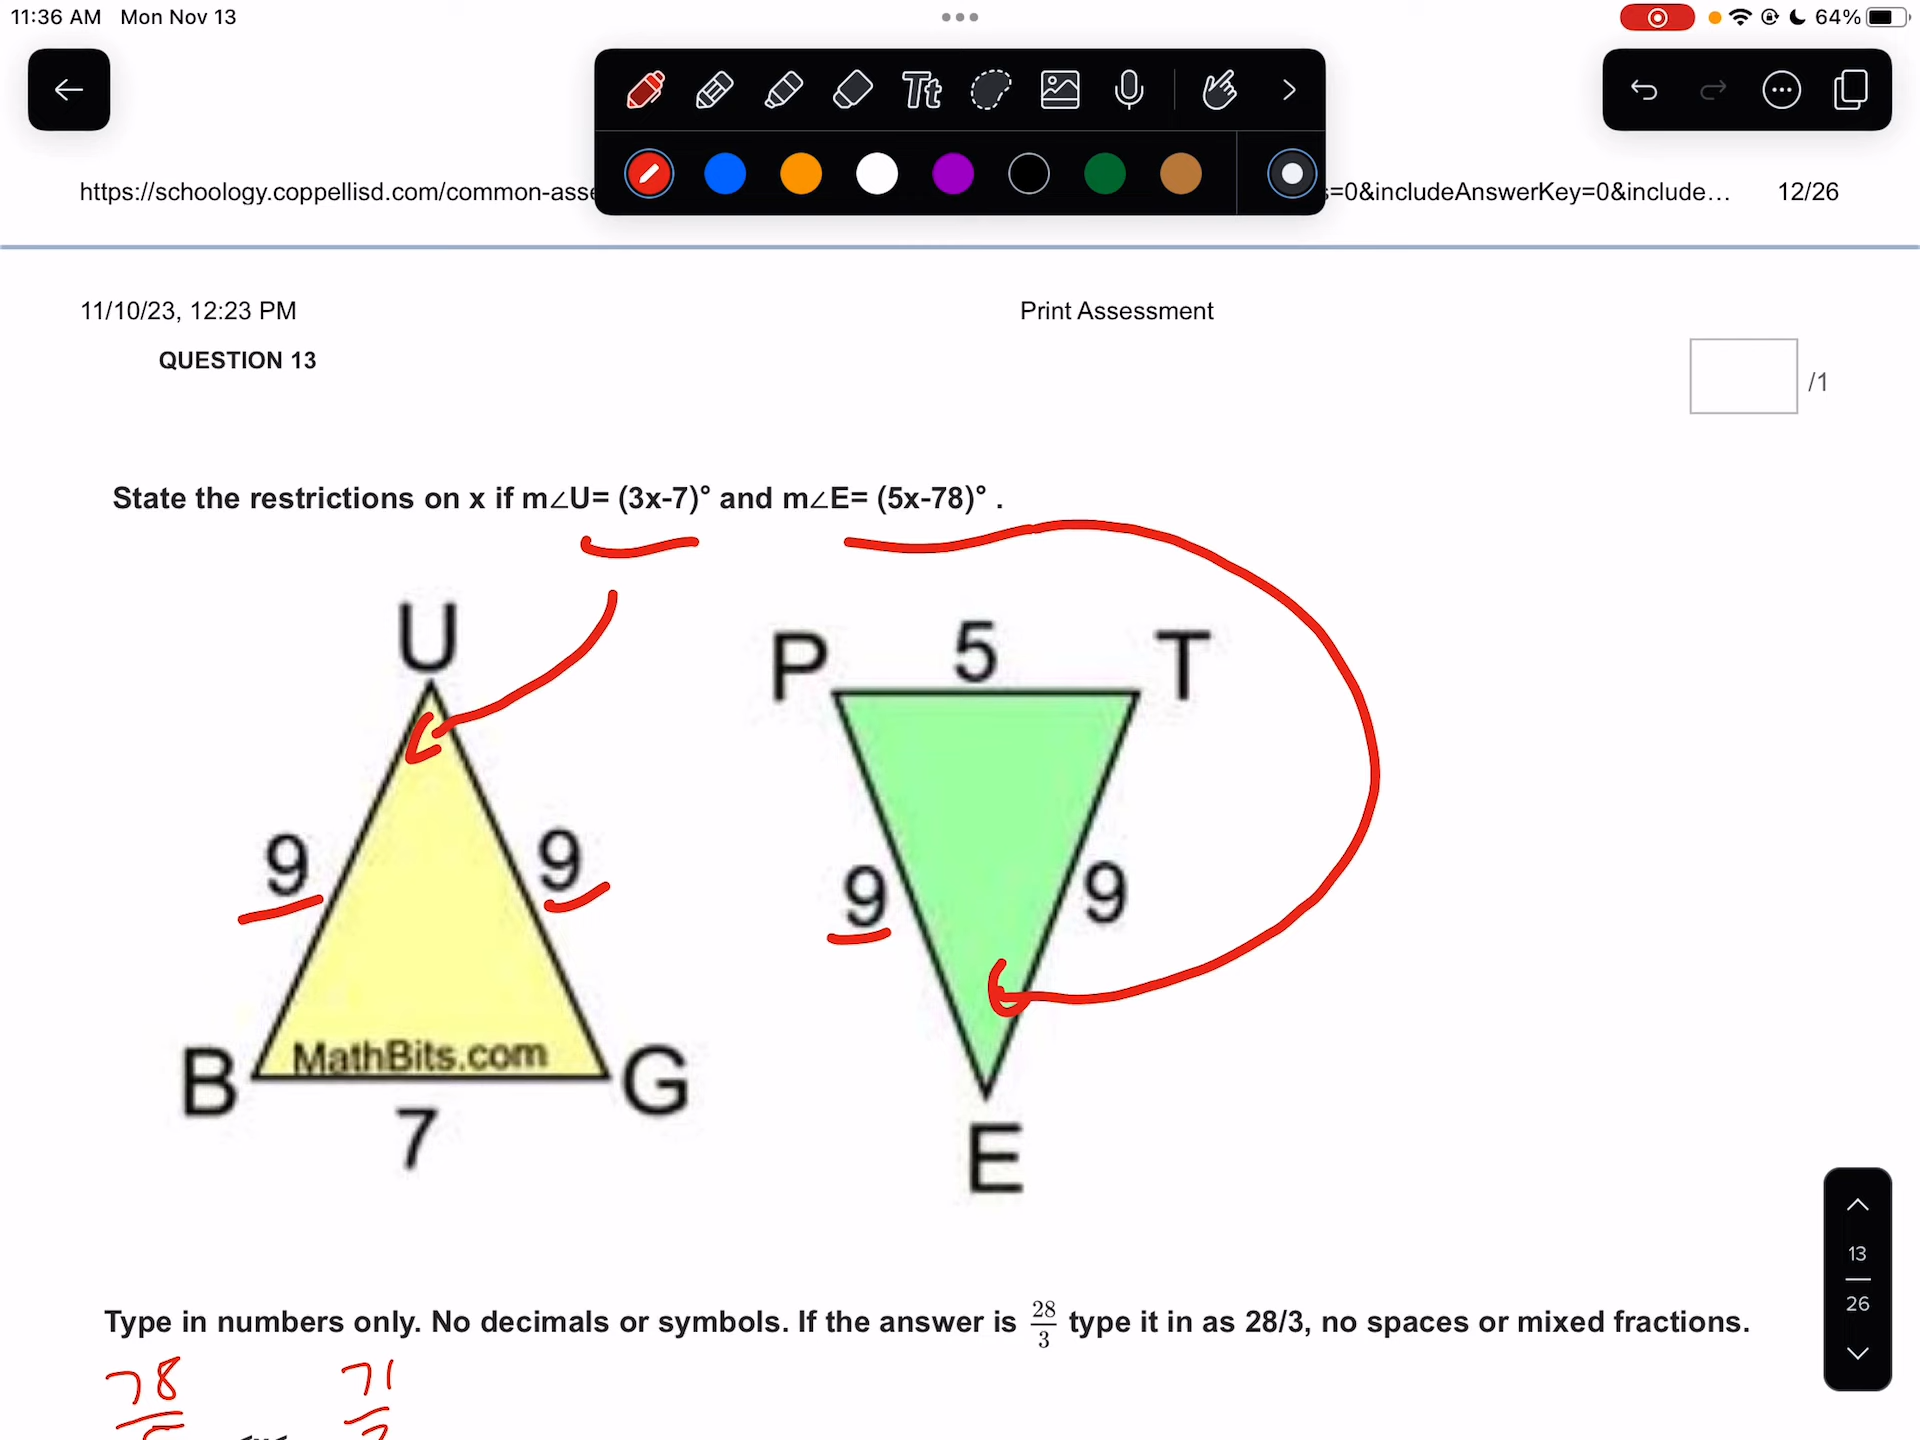 11:36 AM Mon Nov 13
64%
Tt
https://schoology.coppellisd.com/common-asse
s=0&includeAnswerKey=0&include… 12/26
11/10/23, 12:23 PM Print Assessment
QUESTION 13
/1
State the restrictions on x if m∠U= (3x-7)° and m∠E= (5x-78)° .
U
P 5 T
9 9
9 9
B MathBits.com G
7
E
13
26
Type in numbers only. No decimals or symbols. If the answer is 28/3 type it in as 28/3, no spaces or mixed fractions.
78 71